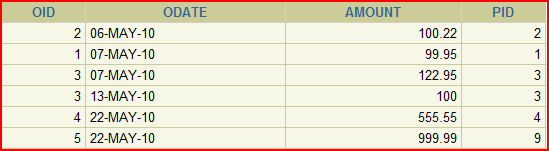 OID ODATE AMOUNT PID
2 06-MAY-10 100.22 2
1 07-MAY-10 99.95 1
3 07-MAY-10 122.95 3
3 13-MAY-10 100 3
4 22-MAY-10 555.55 4
5 22-MAY-10 999.99 9